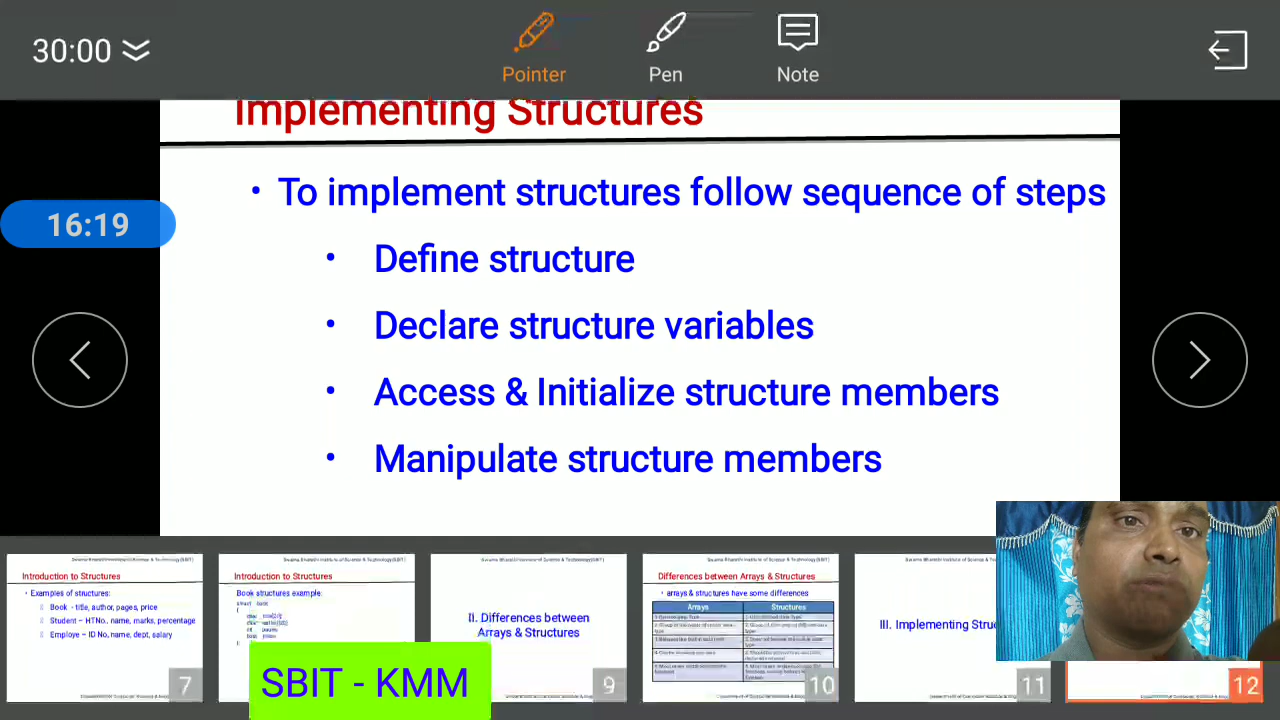 30:00
Pointer
Pen
Note
Implementing Structures
16:19
• To implement structures follow sequence of steps
• Define structure
• Declare structure variables
• Access & Initialize structure members
• Manipulate structure members
Introduction to Structures
• Examples of structures:
Book - title, author, pages, price
Student – HTNo., name, marks, percentage
Employe – ID No, name, dept, salary
7
Introduction to Structures
Book structures example:
struct book
{
SBIT - KMM
II. Differences between
Arrays & Structures
9
Differences between Arrays & Structures
• arrays & structures have some differences
Arrays Structures
10
III. Implementing Stru
11
12